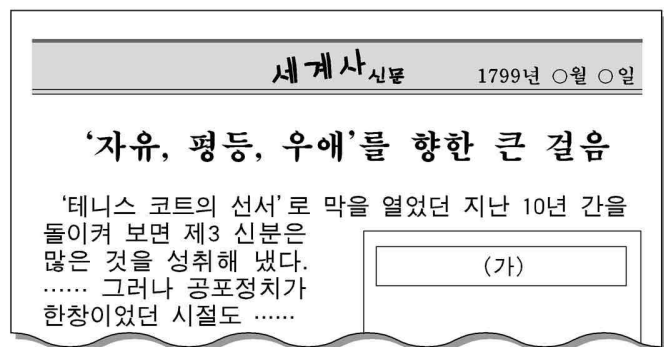 세계사신문 1799년 ○월 ○일
‘자유, 평등, 우애’를 향한 큰 걸음
‘테니스 코트의 선서’로 막을 열었던 지난 10년 간을
돌이켜 보면 제3 신분은
많은 것을 성취해 냈다.
…… 그러나 공포정치가
한창이었던 시절도 ……
(가)